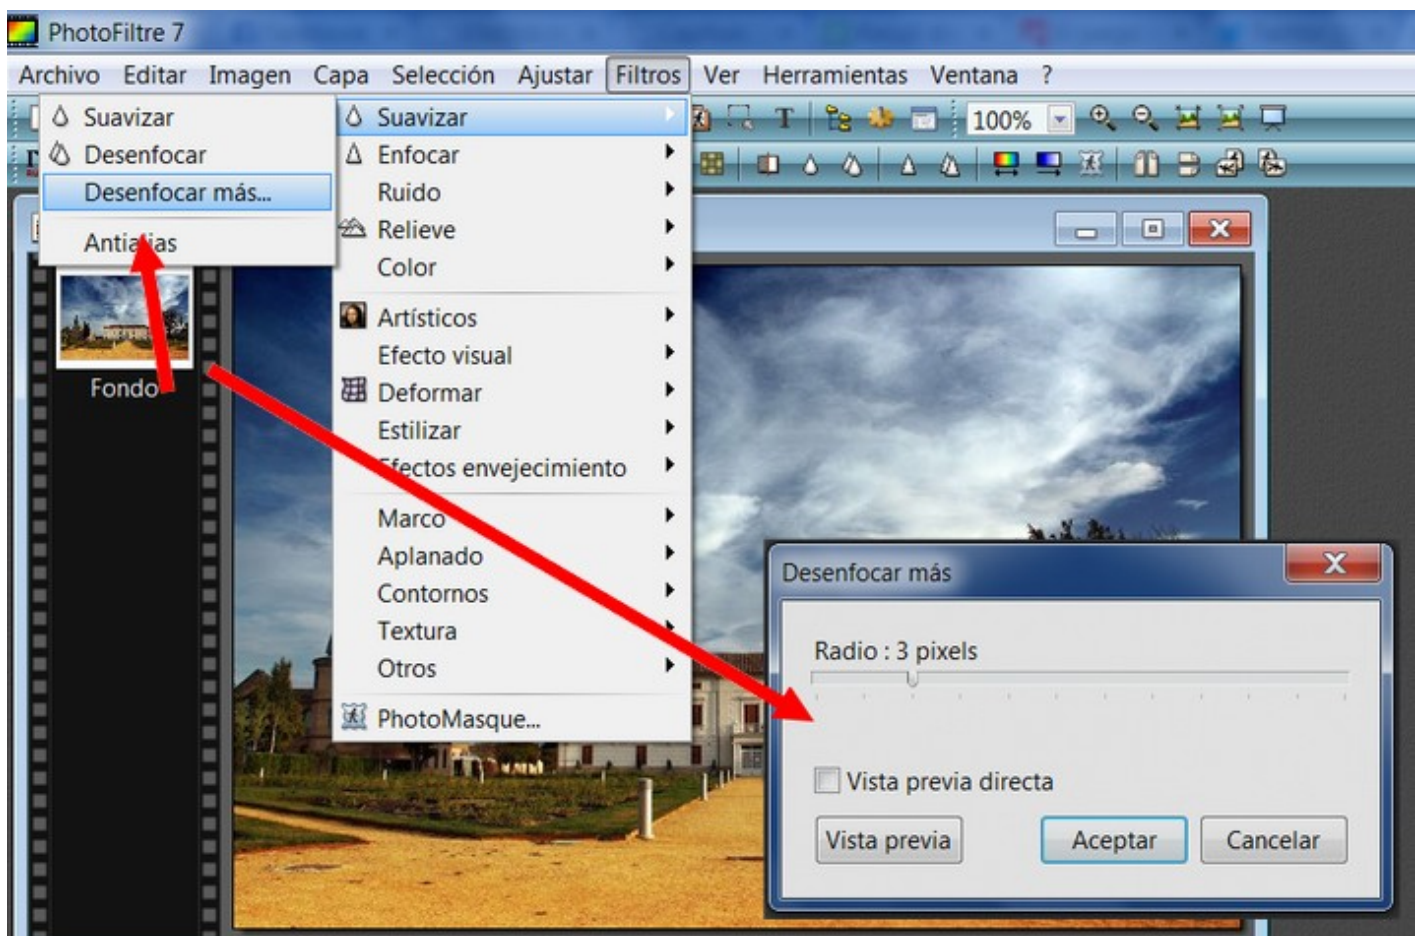 PhotoFiltre 7
Archivo Editar Imagen Capa Selección Ajustar Filtros Ver Herramientas Ventana ?
100%
Suavizar
Desenfocar
Desenfocar más...
Antialias
Suavizar
Enfocar
Ruido
Relieve
Color
Artísticos
Efecto visual
Deformar
Estilizar
Efectos envejecimiento
Marco
Aplanado
Contornos
Textura
Otros
PhotoMasque...
Fondo
Desenfocar más
Radio : 3 pixels
Vista previa directa
Vista previa Aceptar Cancelar